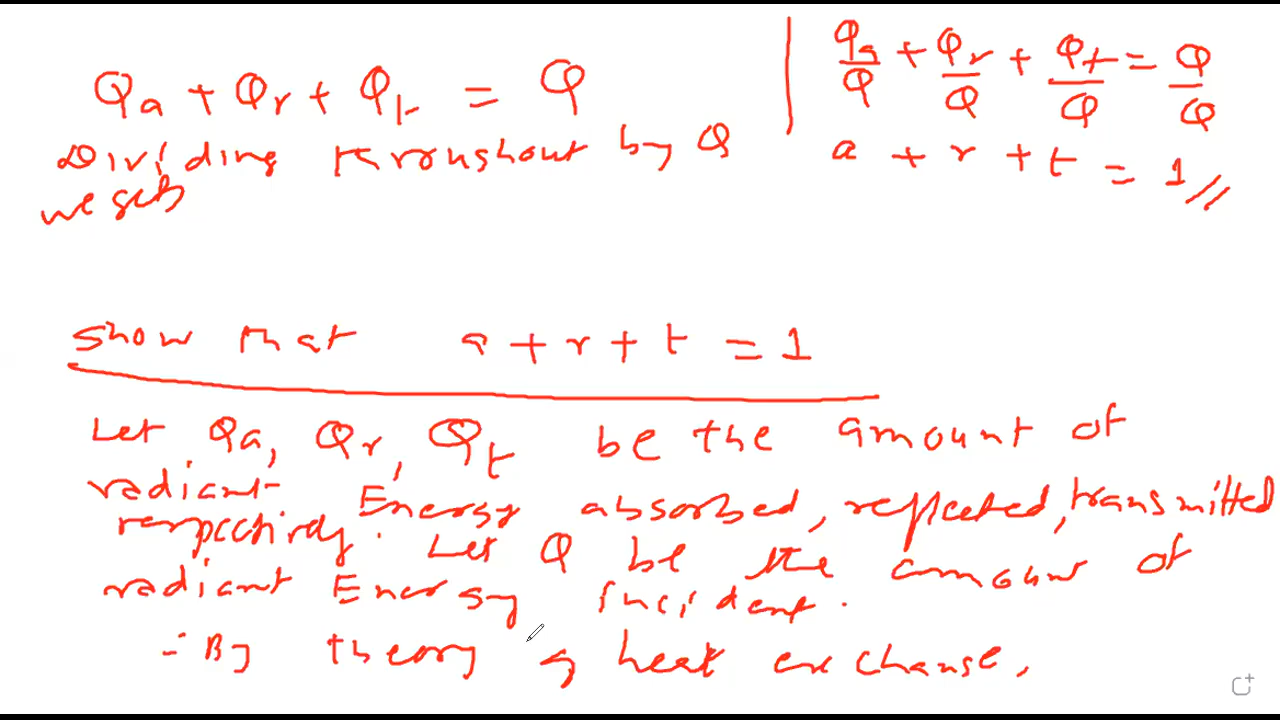 Qa + Qr + Qt = Q
Dividing throughout by Q
we get
Qa/Q + Qr/Q + Qt/Q = Q/Q
a + r + t = 1 //
Show that a + r + t = 1
Let Qa, Qr, Qt be the amount of
radiant Energy absorbed, reflected, transmitted
respectively. Let Q be the amount of
radiant Energy incident.
∴ By theory of heat exchange,